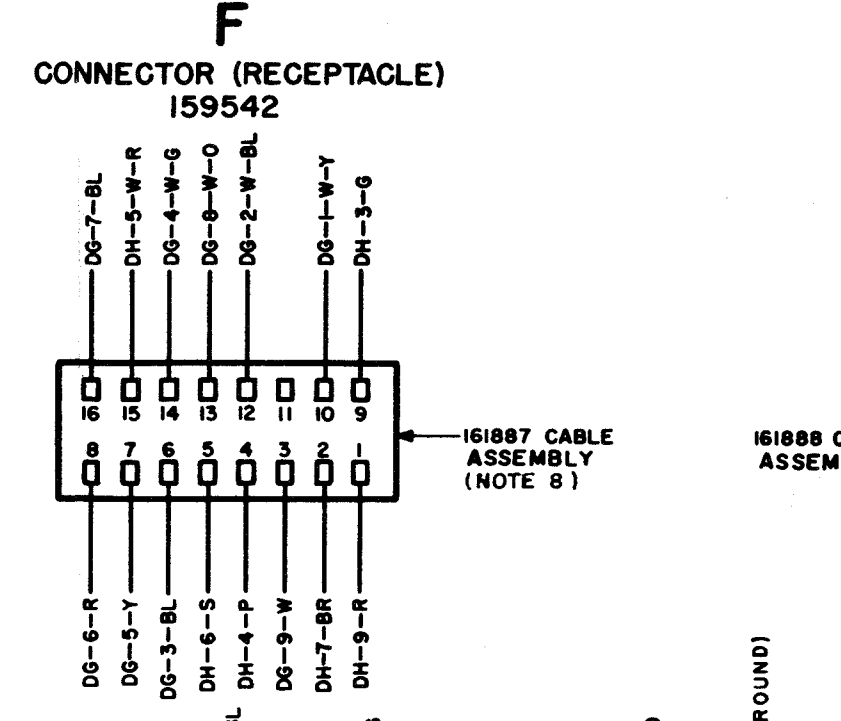 F
CONNECTOR (RECEPTACLE)
159542
DG-7-BL
DH-5-W-R
DG-4-W-G
DG-8-W-O
DG-2-W-BL
DG-1-W-Y
DH-3-G
16 15 14 13 12 11 10 9
8 7 6 5 4 3 2 1
161887 CABLE
ASSEMBLY
(NOTE 8)
161888 C
ASSEM
DG-6-R
DG-5-Y
DG-3-BL
DH-6-S
DH-4-P
DG-9-W
DH-7-BR
DH-9-R
ROUND)